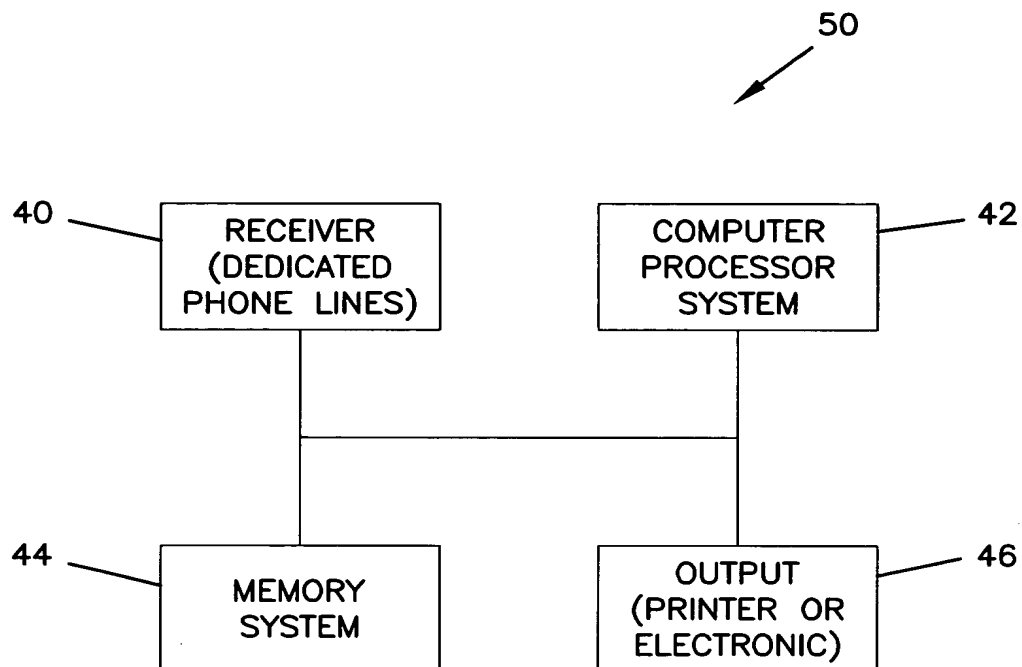 50
40
RECEIVER
(DEDICATED
PHONE LINES)
COMPUTER
PROCESSOR
SYSTEM
42
44
MEMORY
SYSTEM
OUTPUT
(PRINTER OR
ELECTRONIC)
46